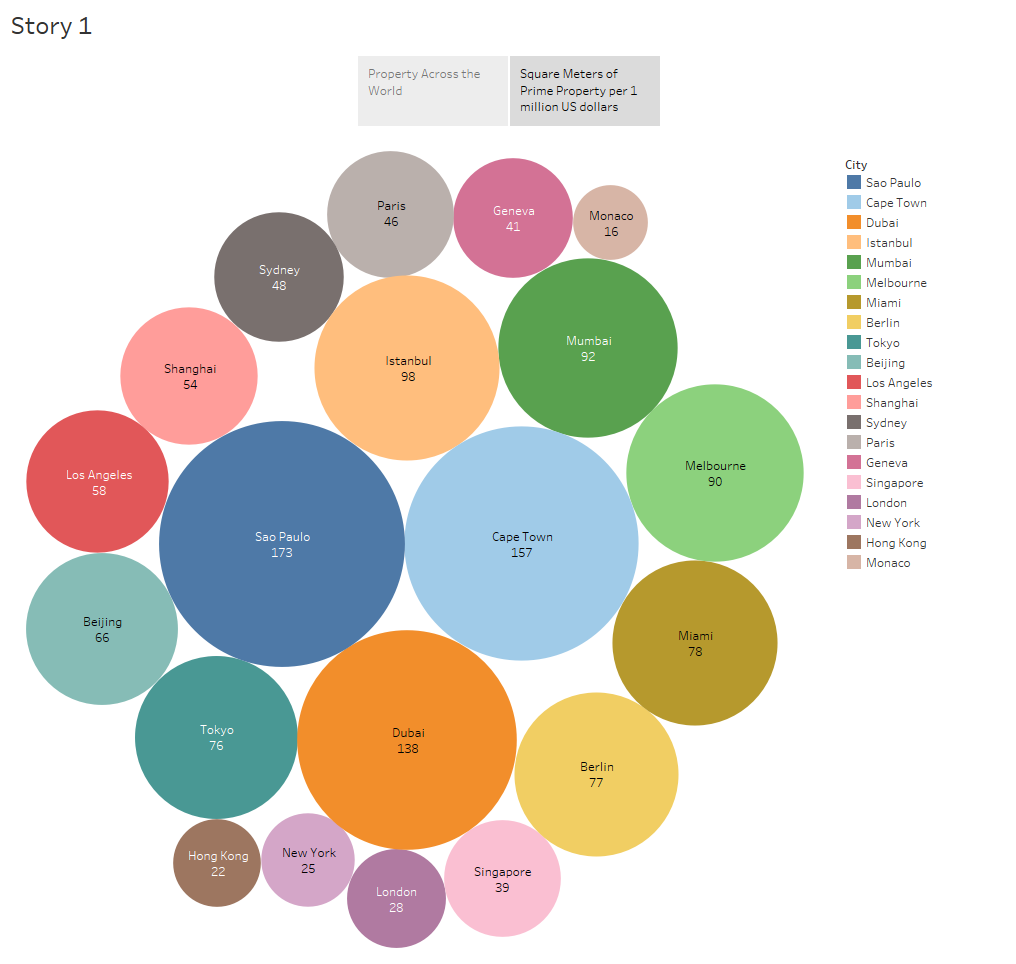 Story 1
Property Across the
World
Square Meters of
Prime Property per 1
million US dollars
Paris
46
Geneva
41
Monaco
16
Sydney
48
Istanbul
98
Mumbai
92
Shanghai
54
Los Angeles
58
Melbourne
90
Sao Paulo
173
Cape Town
157
Beijing
66
Miami
78
Tokyo
76
Dubai
138
Berlin
77
Hong Kong
22
New York
25
London
28
Singapore
39
City
Sao Paulo
Cape Town
Dubai
Istanbul
Mumbai
Melbourne
Miami
Berlin
Tokyo
Beijing
Los Angeles
Shanghai
Sydney
Paris
Geneva
Singapore
London
New York
Hong Kong
Monaco